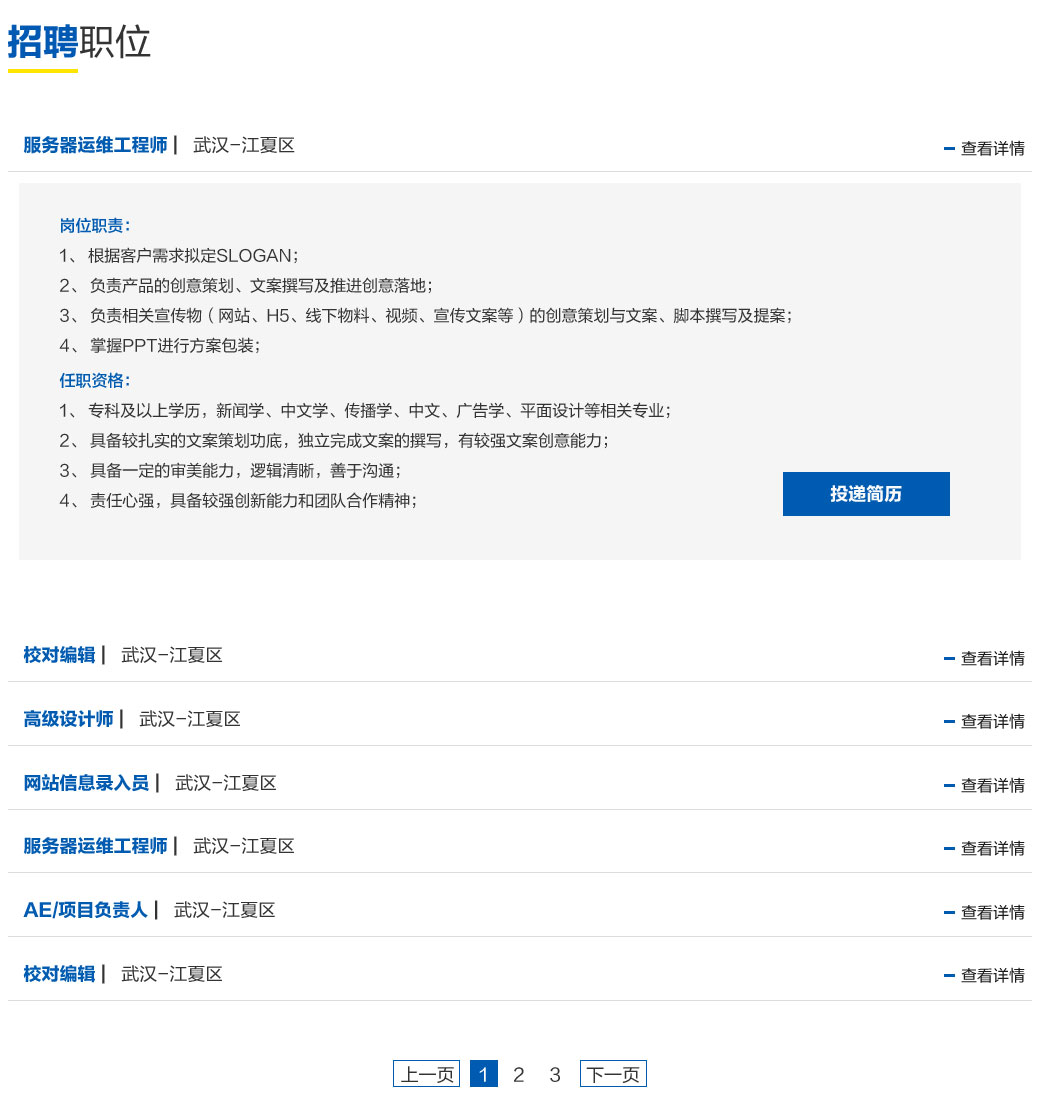 招聘职位
服务器运维工程师 | 武汉-江夏区
查看详情
岗位职责：
1、 根据客户需求拟定SLOGAN；
2、 负责产品的创意策划、文案撰写及推进创意落地；
3、 负责相关宣传物（网站、H5、线下物料、视频、宣传文案等）的创意策划与文案、脚本撰写及提案；
4、 掌握PPT进行方案包装；
任职资格：
1、 专科及以上学历，新闻学、中文学、传播学、中文、广告学、平面设计等相关专业；
2、 具备较扎实的文案策划功底，独立完成文案的撰写，有较强文案创意能力；
3、 具备一定的审美能力，逻辑清晰，善于沟通；
4、 责任心强，具备较强创新能力和团队合作精神；
投递简历
校对编辑 | 武汉-江夏区
查看详情
高级设计师 | 武汉-江夏区
查看详情
网站信息录入员 | 武汉-江夏区
查看详情
服务器运维工程师 | 武汉-江夏区
查看详情
AE/项目负责人 | 武汉-江夏区
查看详情
校对编辑 | 武汉-江夏区
查看详情
上一页 1 2 3 下一页